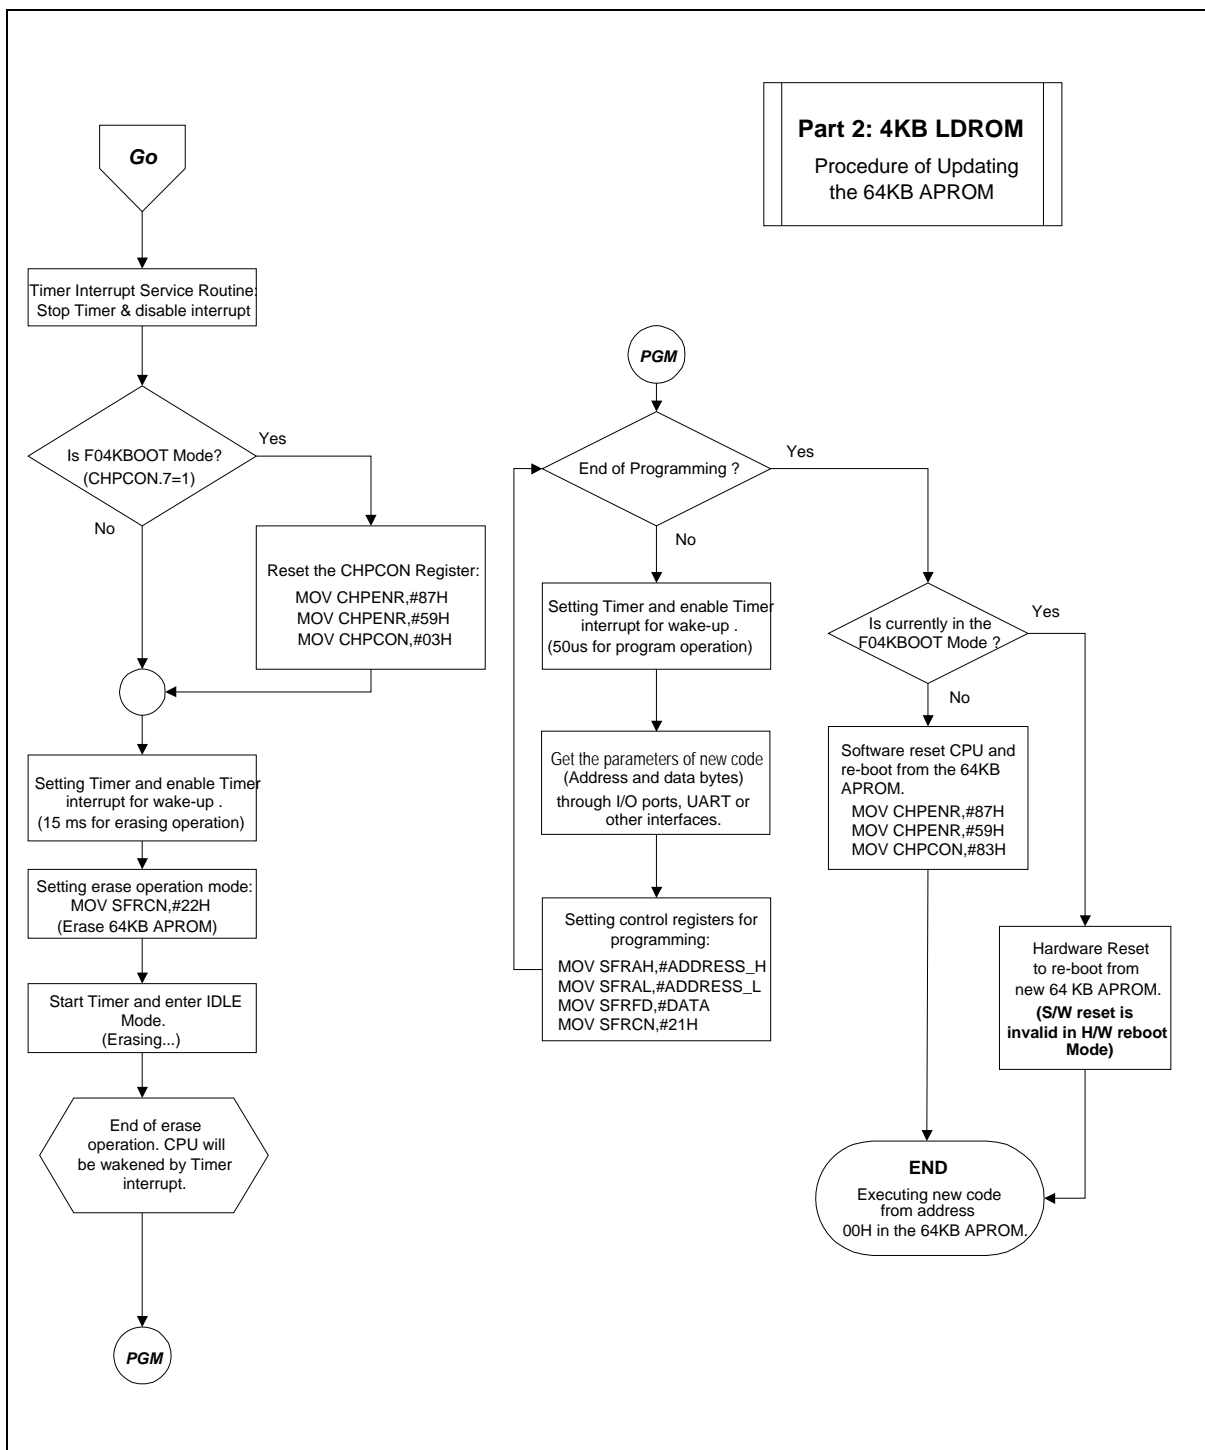 Part 2: 4KB LDROM
Procedure of Updating
the 64KB APROM
Go
Timer Interrupt Service Routine:
Stop Timer & disable interrupt
Is F04KBOOT Mode?
(CHPCON.7=1)
Yes
No
Reset the CHPCON Register:
MOV CHPENR,#87H
MOV CHPENR,#59H
MOV CHPCON,#03H
Setting Timer and enable Timer
interrupt for wake-up .
(15 ms for erasing operation)
Setting erase operation mode:
MOV SFRCN,#22H
(Erase 64KB APROM)
Start Timer and enter IDLE
Mode.
(Erasing...)
End of erase
operation. CPU will
be wakened by Timer
interrupt.
PGM
PGM
End of Programming ?
Yes
No
Setting Timer and enable Timer
interrupt for wake-up .
(50us for program operation)
Get the parameters of new code
(Address and data bytes)
through I/O ports, UART or
other interfaces.
Setting control registers for
programming:
MOV SFRAH,#ADDRESS_H
MOV SFRAL,#ADDRESS_L
MOV SFRFD,#DATA
MOV SFRCN,#21H
Is currently in the
F04KBOOT Mode ?
Yes
No
Software reset CPU and
re-boot from the 64KB
APROM.
MOV CHPENR,#87H
MOV CHPENR,#59H
MOV CHPCON,#83H
Hardware Reset
to re-boot from
new 64 KB APROM.
(S/W reset is
invalid in H/W reboot
Mode)
END
Executing new code
from address
00H in the 64KB APROM.